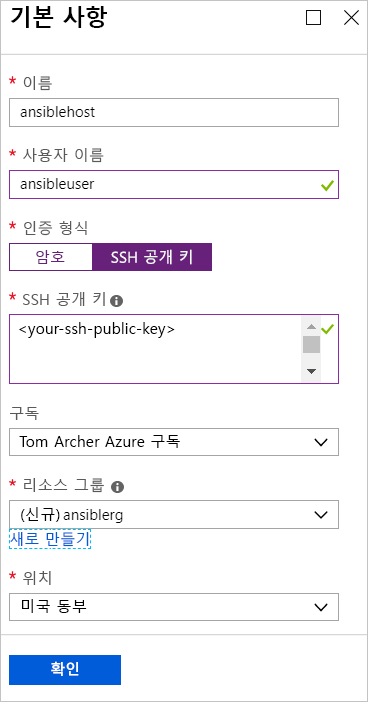 기본 사항
* 이름
ansiblehost
* 사용자 이름
ansibleuser
* 인증 형식
암호 SSH 공개 키
* SSH 공개 키
<your-ssh-public-key>
구독
Tom Archer Azure 구독
* 리소스 그룹
(신규) ansiblerg
새로 만들기
* 위치
미국 동부
확인